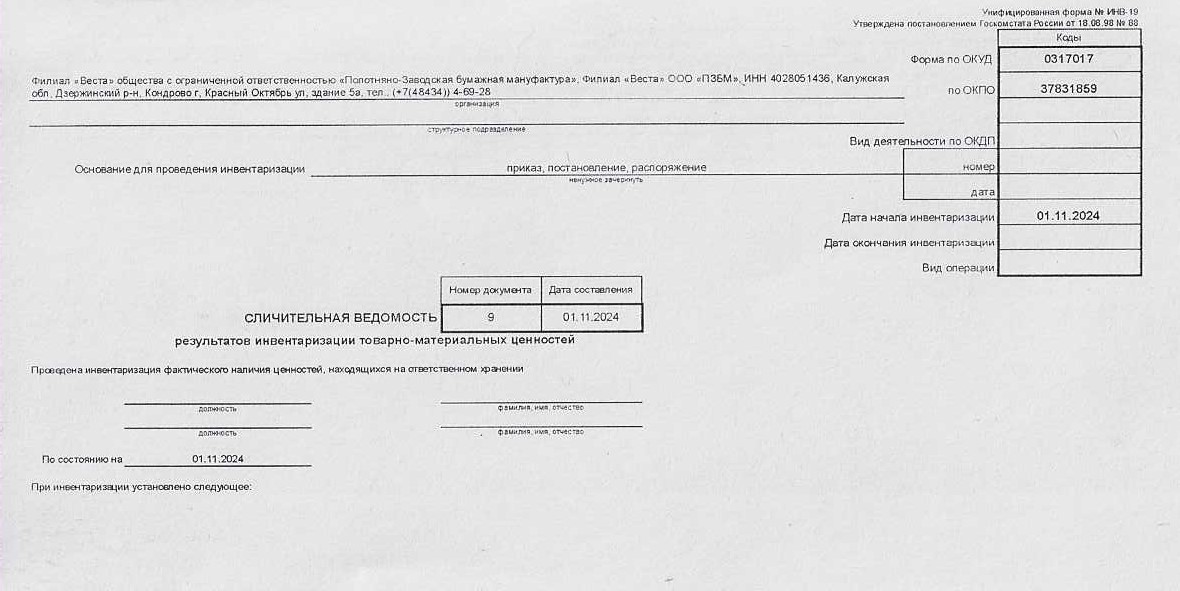 Унифицированная форма № ИНВ-19
Утверждена постановлением Госкомстата России от 18.08.98 № 88
Коды
Форма по ОКУД 0317017
Филиал «Веста» общества с ограниченной ответственностью «Полотняно-Заводская бумажная мануфактура», Филиал «Веста» ООО «ПЗБМ», ИНН 4028051436, Калужская
обл, Дзержинский р-н, Кондрово г, Красный Октябрь ул, здание 5а, тел.: (+7(48434)) 4-69-28
по ОКПО 37831859
организация
структурное подразделение
Вид деятельности по ОКДП
Основание для проведения инвентаризации приказ, постановление, распоряжение номер
ненужное зачеркнуть
дата
Дата начала инвентаризации 01.11.2024
Дата окончания инвентаризации
Вид операции
Номер документа Дата составления
СЛИЧИТЕЛЬНАЯ ВЕДОМОСТЬ 9 01.11.2024
результатов инвентаризации товарно-материальных ценностей
Проведена инвентаризация фактического наличия ценностей, находящихся на ответственном хранении
должность фамилия, имя, отчество
должность фамилия, имя, отчество
По состоянию на 01.11.2024
При инвентаризации установлено следующее: